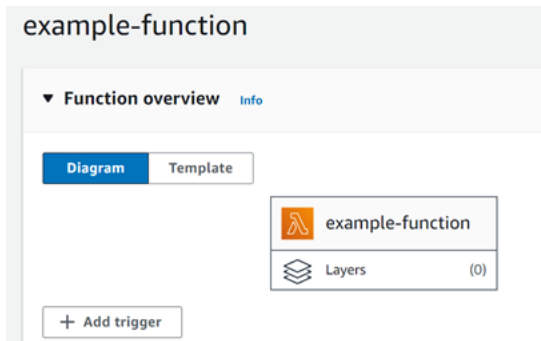 example-function
Function overview Info
Diagram Template
example-function
Layers (0)
Add trigger